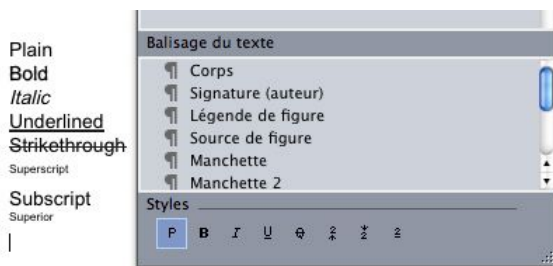 Plain
Bold
Italic
Underlined
Strikethrough
Superscript
Subscript
Superior
Balisage du texte
¶ Corps
¶ Signature (auteur)
¶ Légende de figure
¶ Source de figure
¶ Manchette
¶ Manchette 2
Styles
P B I U